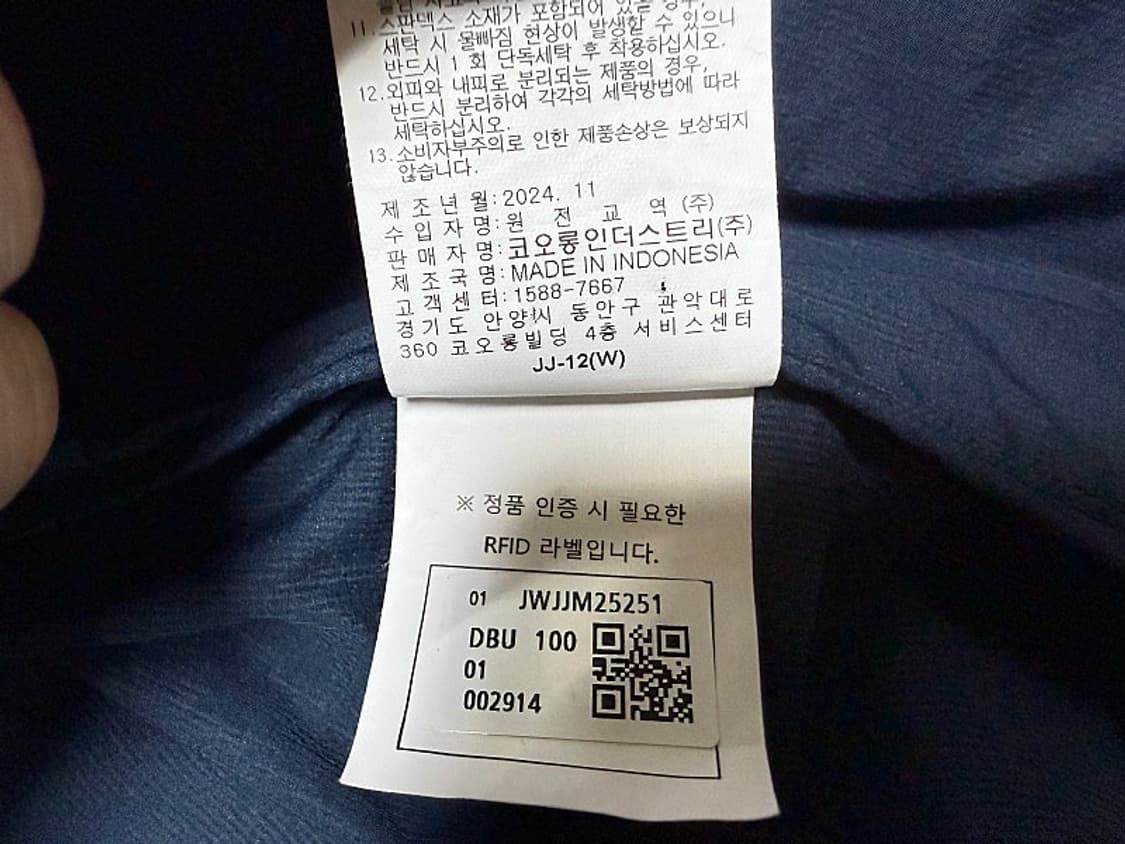 11.스판덱스 소재가 포함되어 있을 경우,
세탁 시 물빠짐 현상이 발생할 수 있으니
반드시 1 회 단독세탁 후 착용하십시오.
12.외피와 내피로 분리되는 제품의 경우,
반드시 분리하여 각각의 세탁방법에 따라
세탁하십시오.
13.소비자부주의로 인한 제품손상은 보상되지
않습니다.
제 조 년 월:2024. 11
수 입 자 명:원 전 교 역 (주)
판 매 자 명:코오롱인더스트리(주)
제 조 국 명:MADE IN INDONESIA
고 객 센 터:1588-7667
경 기 도 안 양 시 동 안 구 관 악 대 로
360 코 오 롱 빌 딩 4층 서 비 스 센 터
JJ-12(W)
※ 정품 인증 시 필요한
RFID 라벨입니다.
01 JWJJM25251
DBU 100
01
002914